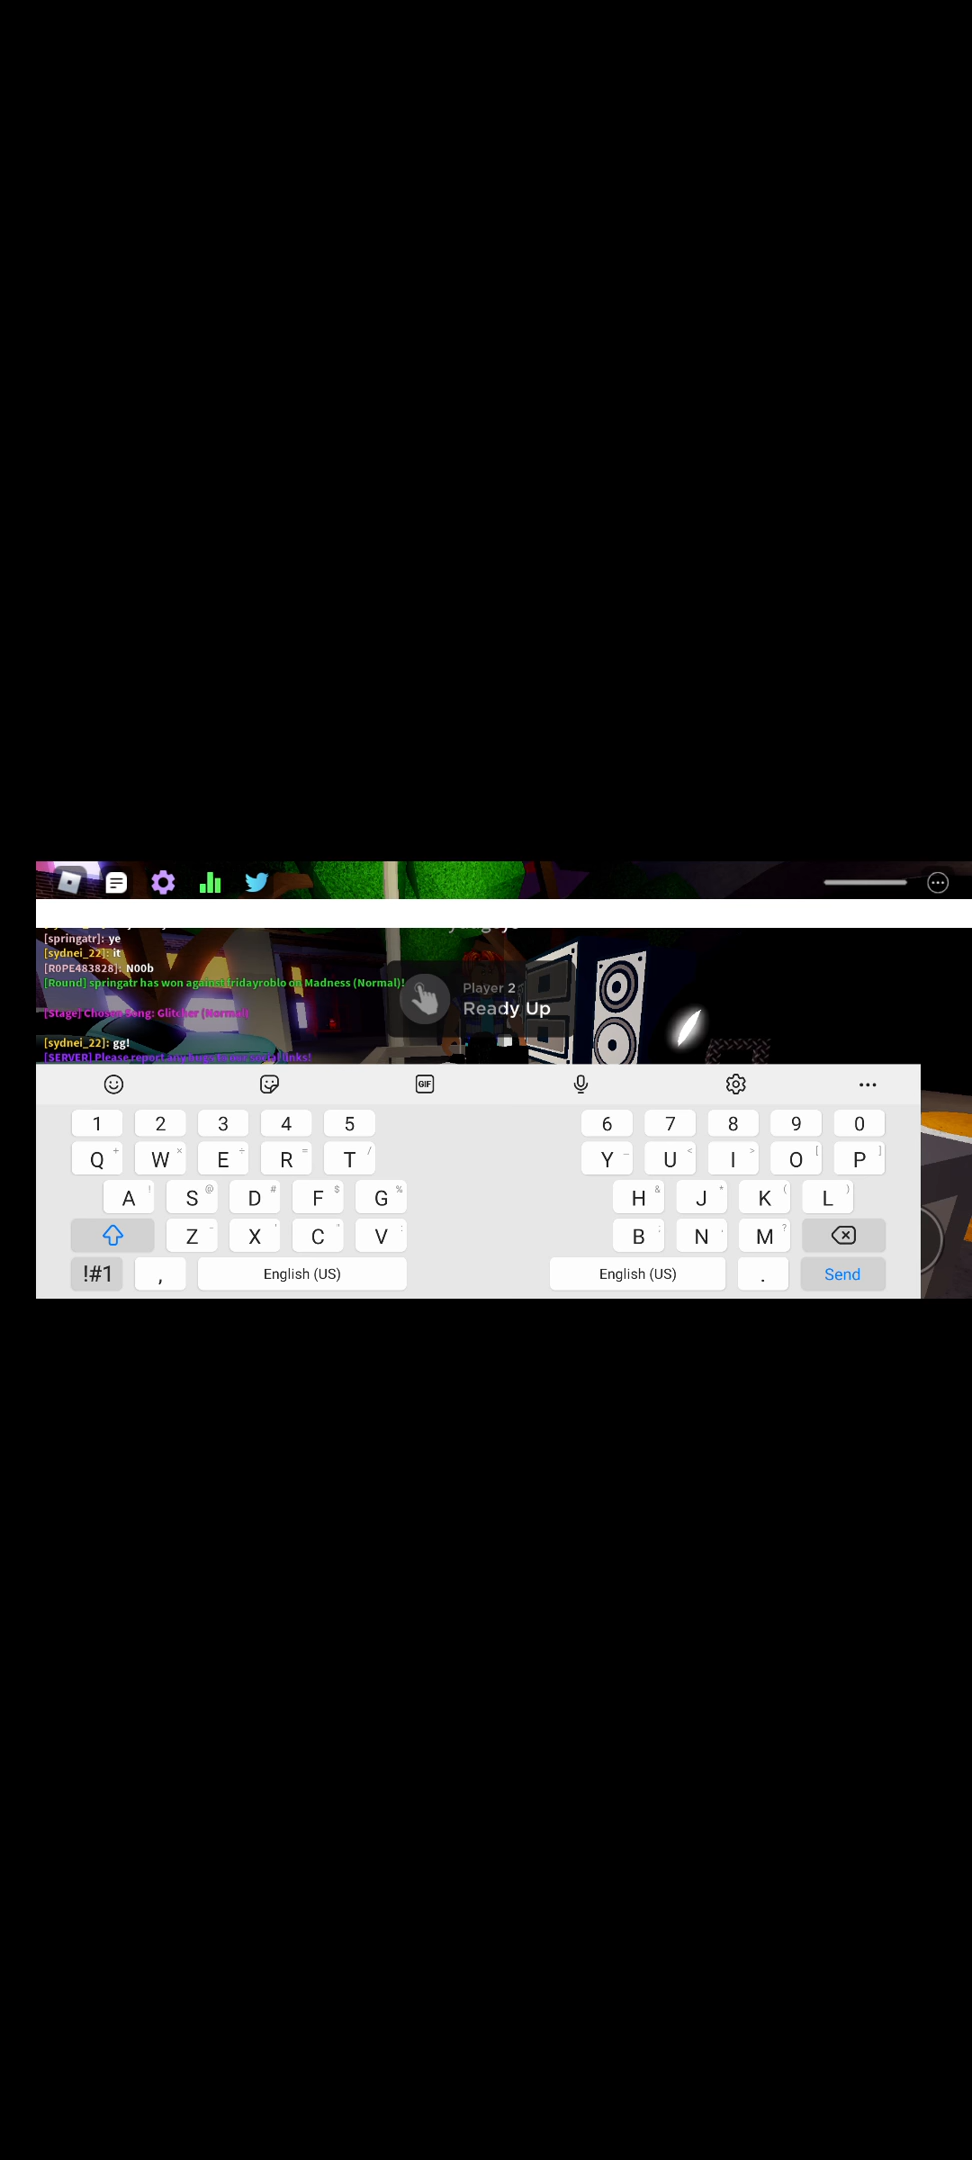 [springatr]: ye
[sydnei_22]: it
[R0PE483828]: N00b
[Round] springatr has won against fridayroblo on Madness (Normal)!
[Stage] Chosen Song: Glitcher (Normal)
[sydnei_22]: gg!
[SERVER] Please report any bugs to our social links!
Player 2
Ready Up
GIF
1 2 3 4 5 6 7 8 9 0
Q W E R T Y U I O P
A S D F G H J K L
Z X C V B N M
!#1 , English (US) English (US) . Send